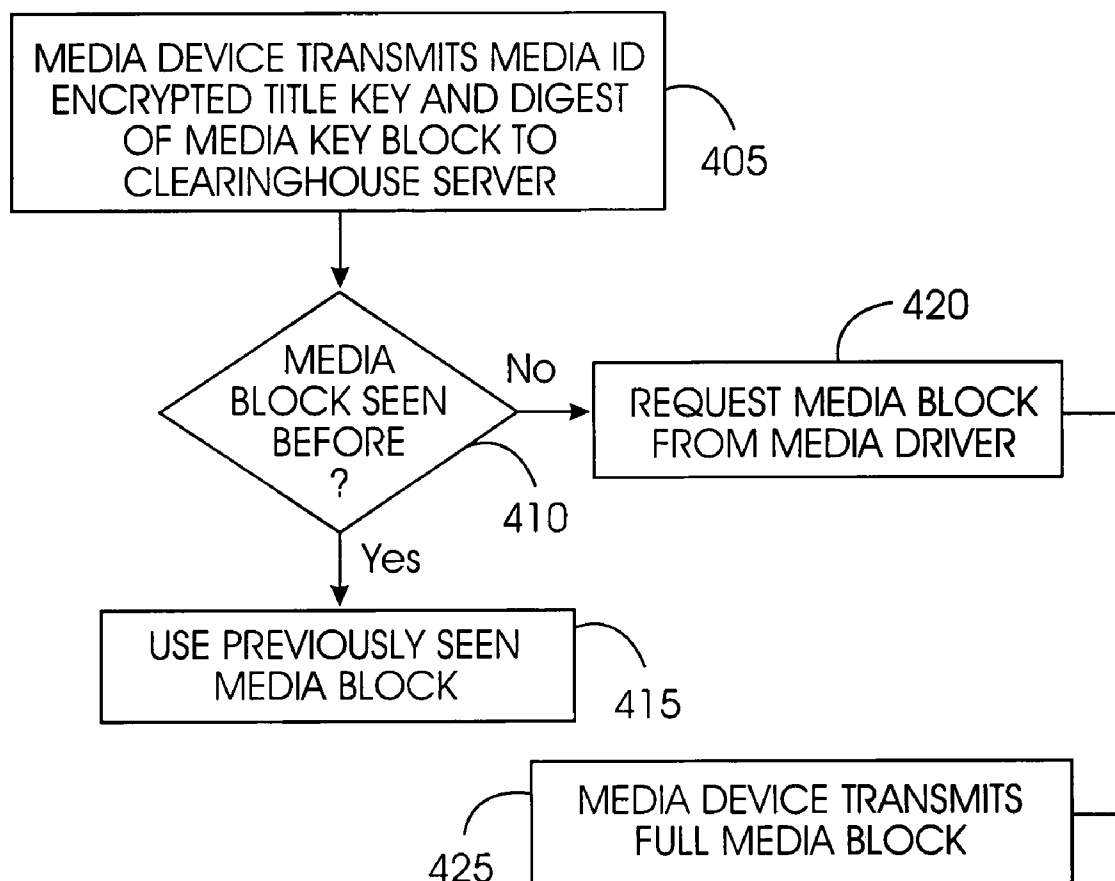 MEDIA DEVICE TRANSMITS MEDIA ID
ENCRYPTED TITLE KEY AND DIGEST
OF MEDIA KEY BLOCK TO
CLEARINGHOUSE SERVER
405
MEDIA
BLOCK SEEN
BEFORE
?
410
No
420
REQUEST MEDIA BLOCK
FROM MEDIA DRIVER
Yes
USE PREVIOUSLY SEEN
MEDIA BLOCK
415
MEDIA DEVICE TRANSMITS
FULL MEDIA BLOCK
425